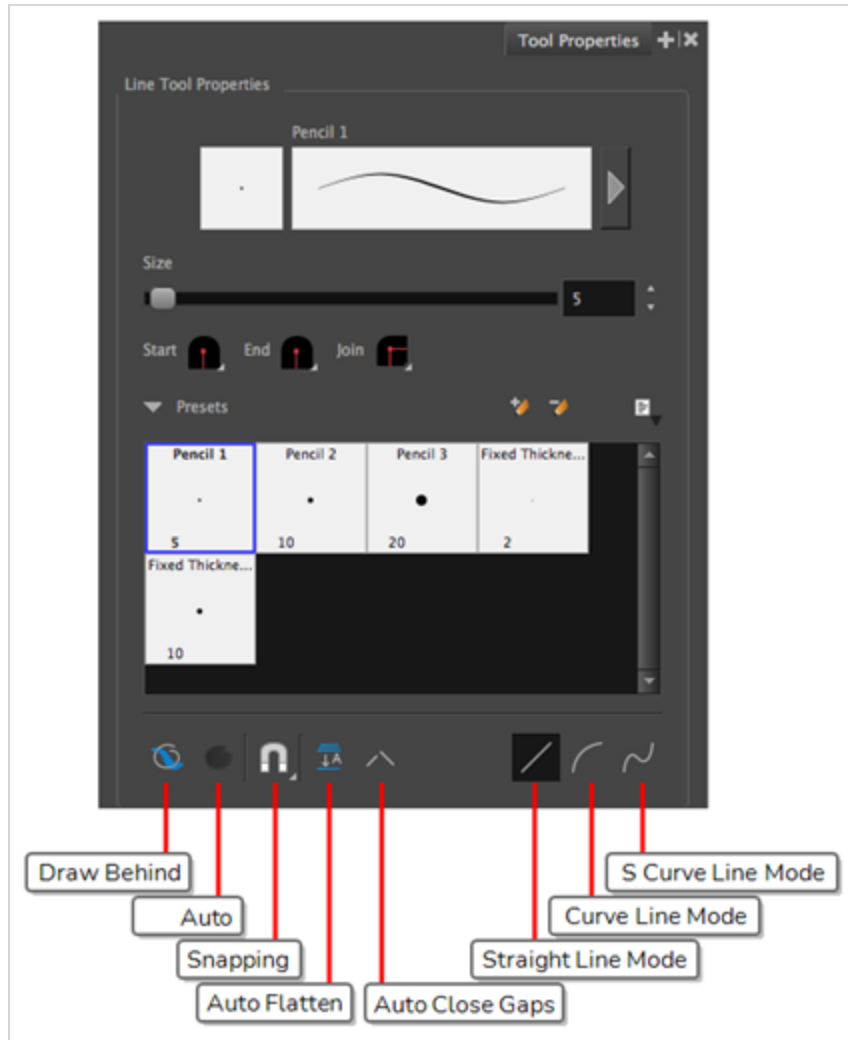 Tool Properties
Line Tool Properties
Pencil 1
Size
5
Start End Join
Presets
Pencil 1 Pencil 2 Pencil 3 Fixed Thickne...
5 10 20 2
Fixed Thickne...
10
Draw Behind
S Curve Line Mode
Auto
Curve Line Mode
Snapping
Straight Line Mode
Auto Flatten
Auto Close Gaps